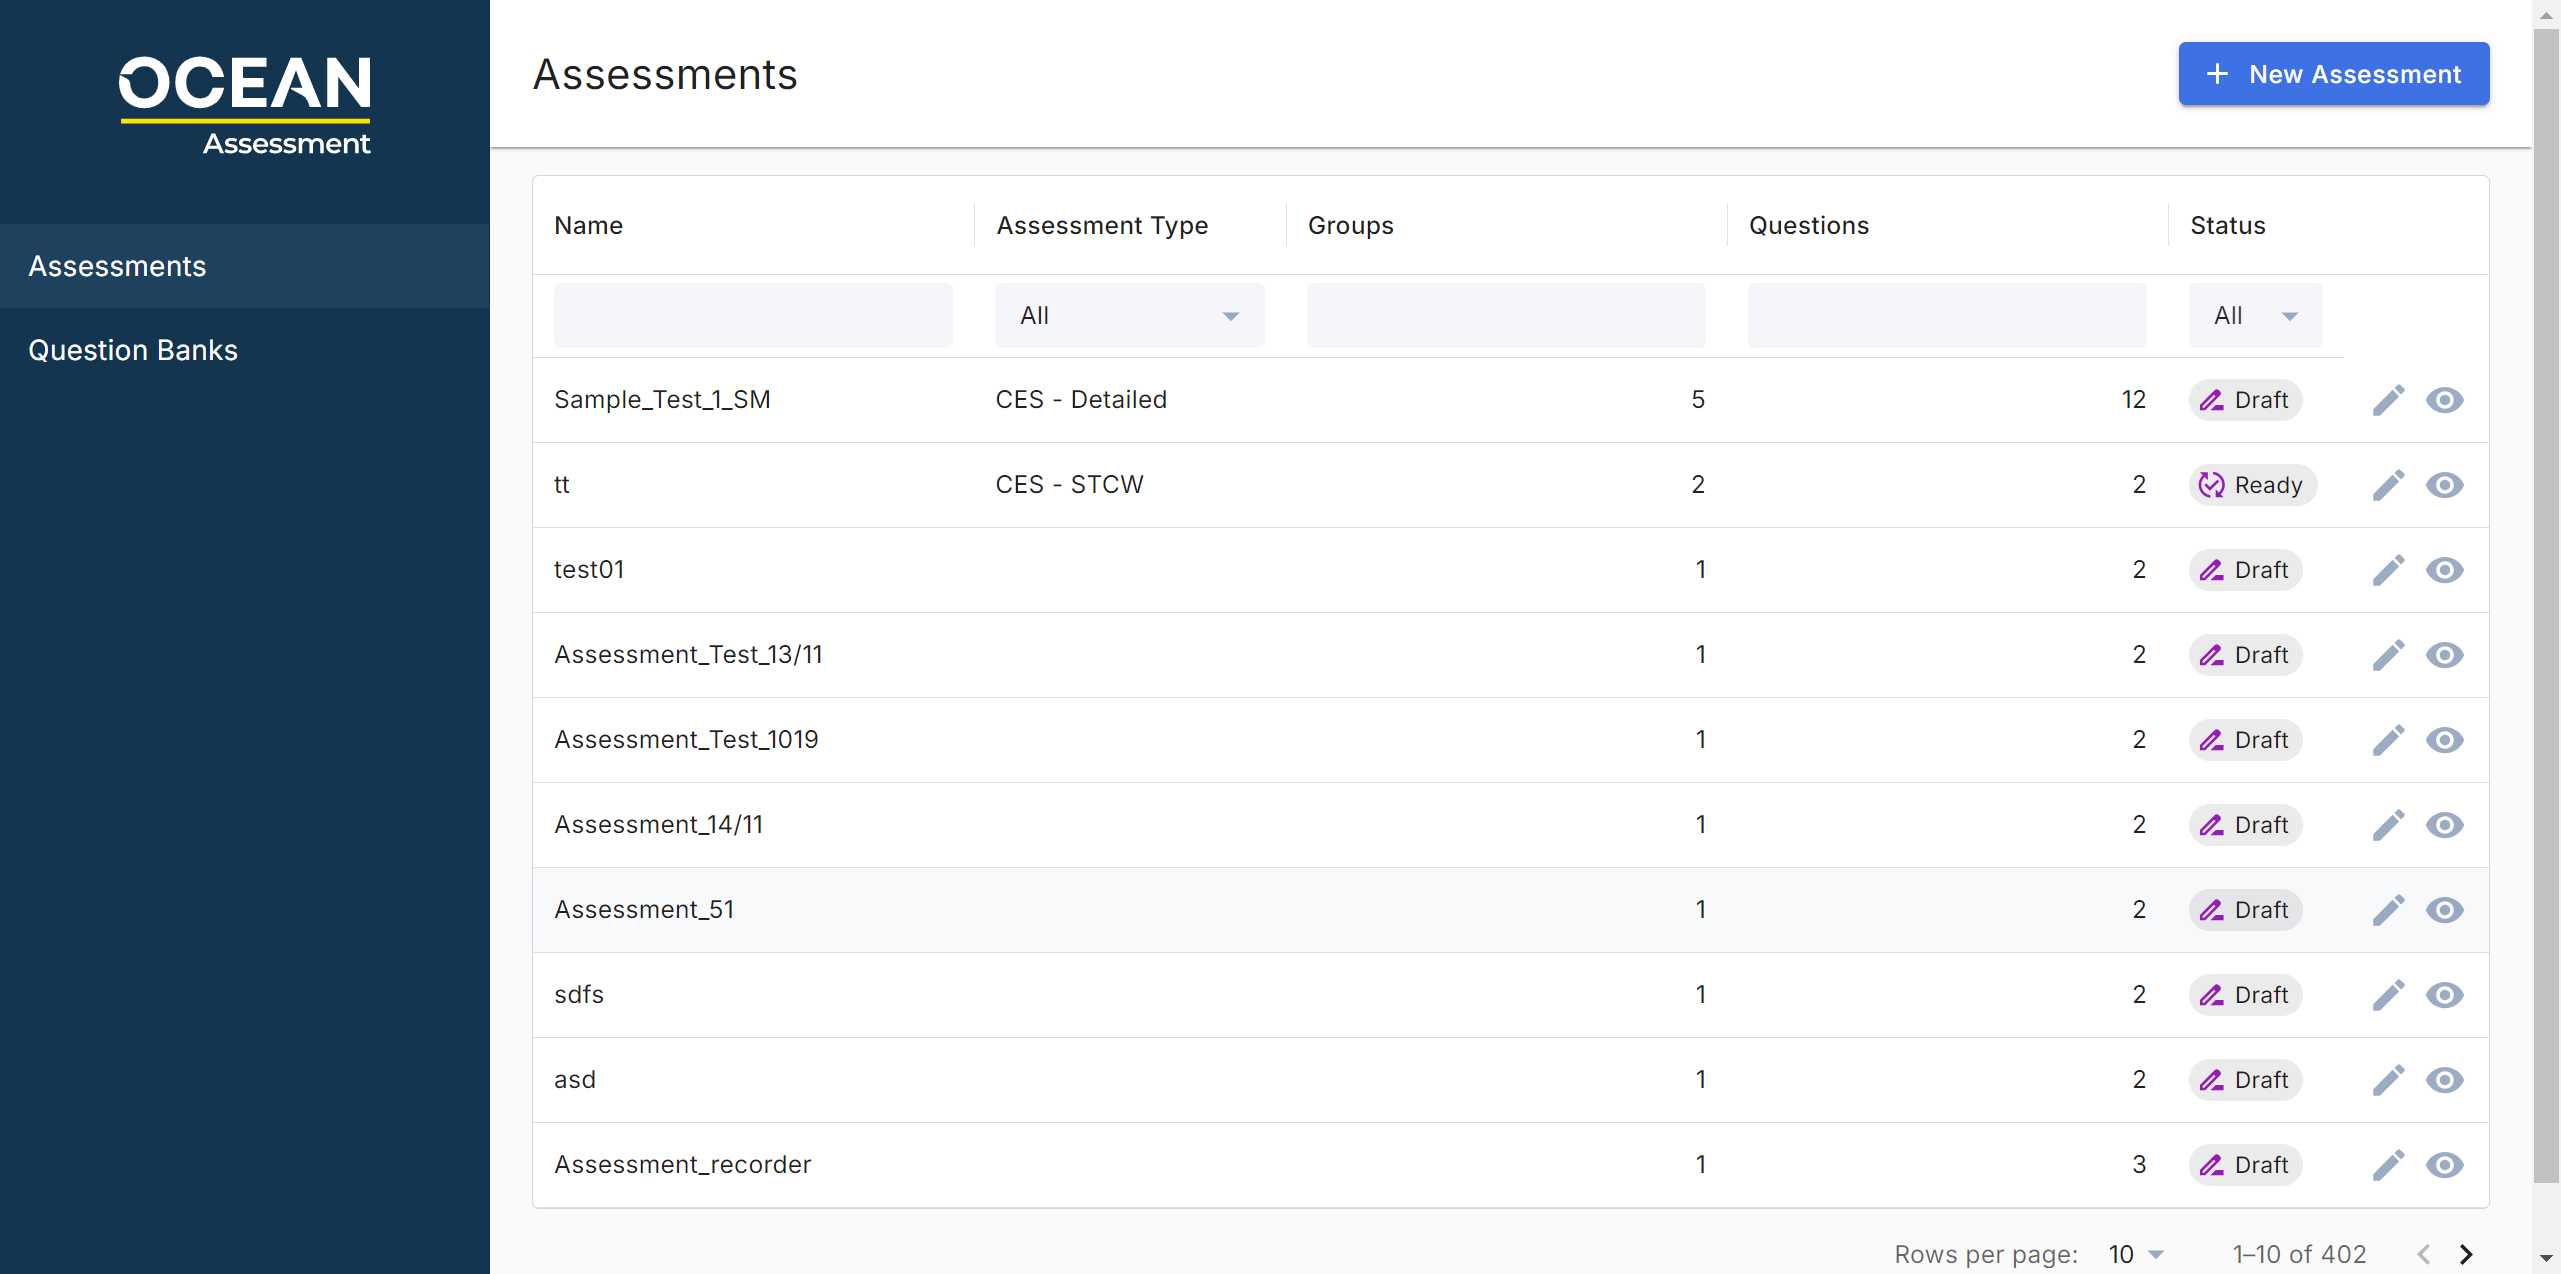 OCEAN
Assessment
Assessments
Question Banks
Assessments
New Assessment
Name Assessment Type Groups Questions Status
All All
Sample_Test_1_SM CES - Detailed 5 12 Draft
tt CES - STCW 2 2 Ready
test01 1 2 Draft
Assessment_Test_13/11 1 2 Draft
Assessment_Test_1019 1 2 Draft
Assessment_14/11 1 2 Draft
Assessment_51 1 2 Draft
sdfs 1 2 Draft
asd 1 2 Draft
Assessment_recorder 1 3 Draft
Rows per page: 10 1–10 of 402